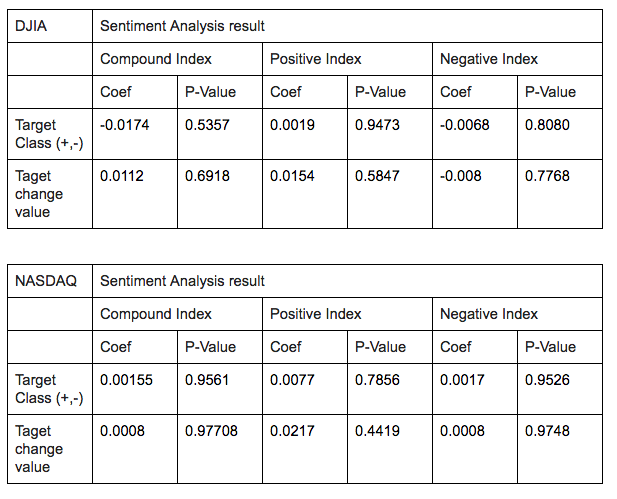 DJIA Sentiment Analysis result
Compound Index Positive Index Negative Index
Coef P-Value Coef P-Value Coef P-Value
Target -0.0174 0.5357 0.0019 0.9473 -0.0068 0.8080
Class (+,-)
Taget 0.0112 0.6918 0.0154 0.5847 -0.008 0.7768
change
value
NASDAQ Sentiment Analysis result
Compound Index Positive Index Negative Index
Coef P-Value Coef P-Value Coef P-Value
Target 0.00155 0.9561 0.0077 0.7856 0.0017 0.9526
Class (+,-)
Taget 0.0008 0.97708 0.0217 0.4419 0.0008 0.9748
change
value